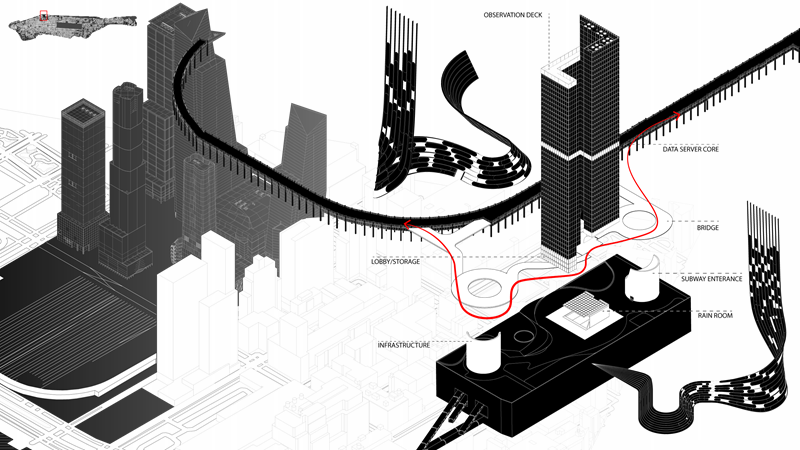 OBSERVATION DECK
DATA SERVER CORE
BRIDGE
LOBBY/STORAGE
SUBWAY ENTERANCE
RAIN ROOM
INFRASTRUCTURE